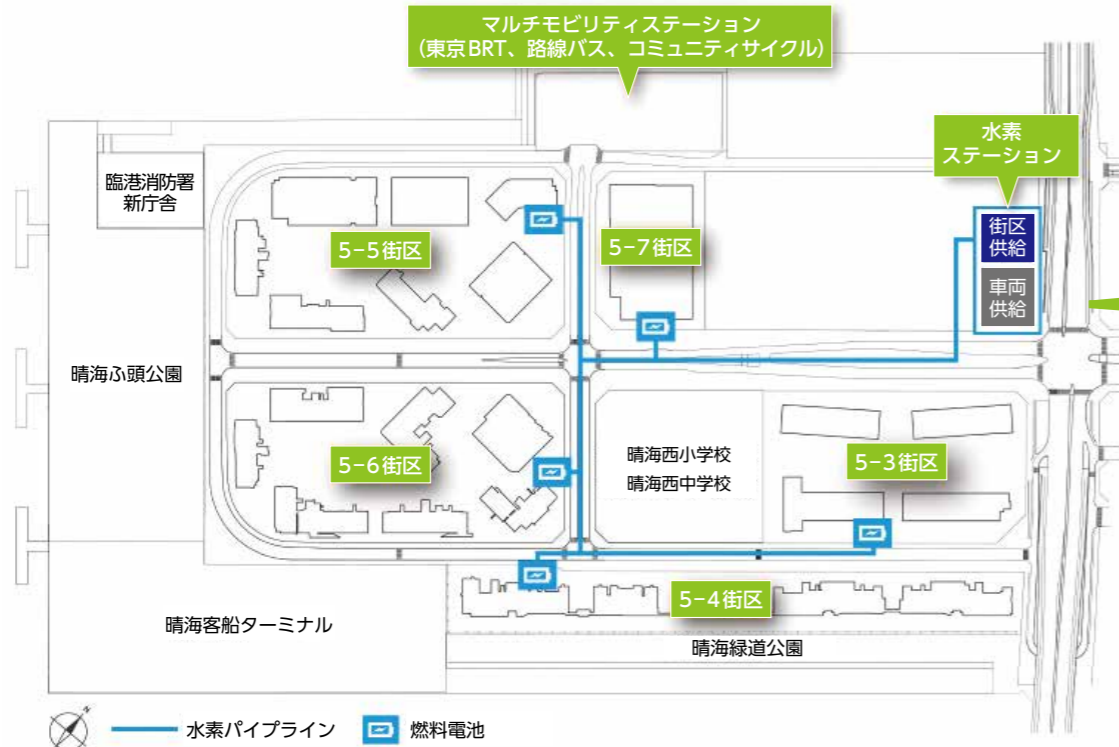 マルチモビリティステーション
(東京BRT、路線バス、コミュニティサイクル)
水素
ステーション
臨港消防署
新庁舎
街区
供給
5-5街区
5-7街区
車両
供給
晴海ふ頭公園
晴海西小学校
晴海西中学校
5-6街区
5-3街区
5-4街区
晴海客船ターミナル
晴海緑道公園
水素パイプライン
燃料電池